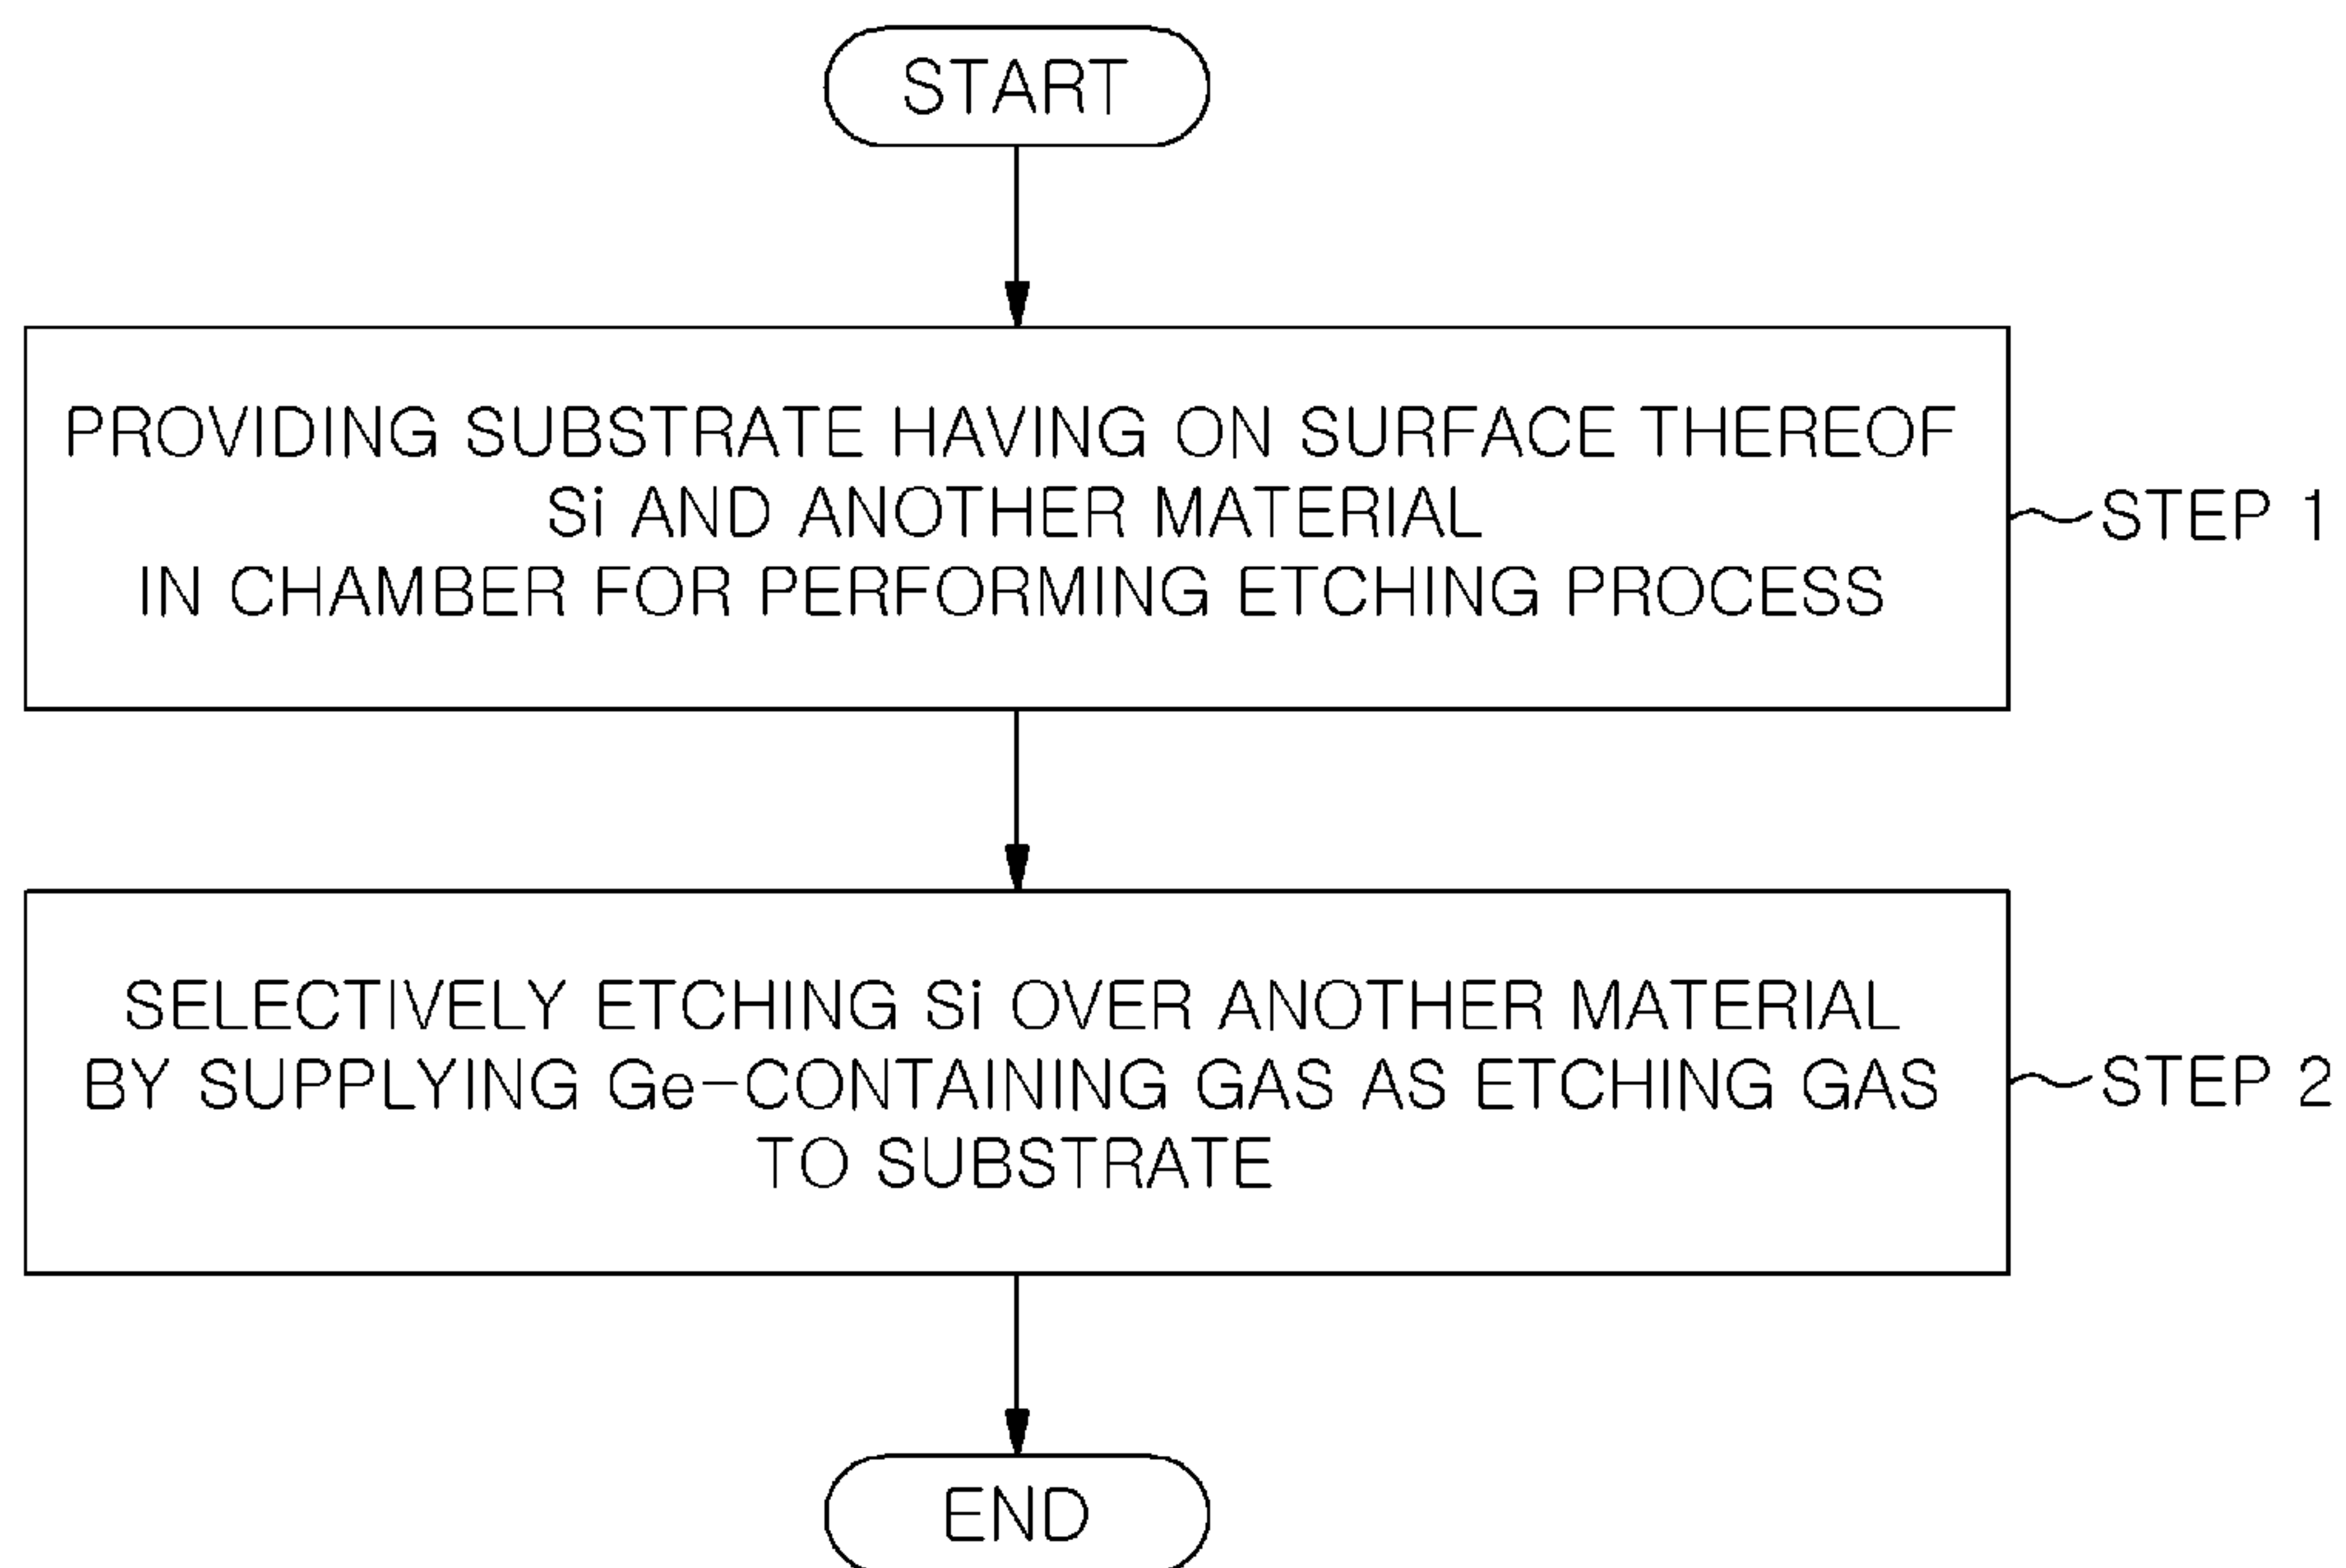 START
PROVIDING SUBSTRATE HAVING ON SURFACE THEREOF
Si AND ANOTHER MATERIAL
IN CHAMBER FOR PERFORMING ETCHING PROCESS
STEP 1
SELECTIVELY ETCHING Si OVER ANOTHER MATERIAL
BY SUPPLYING Ge-CONTAINING GAS AS ETCHING GAS
TO SUBSTRATE
STEP 2
END